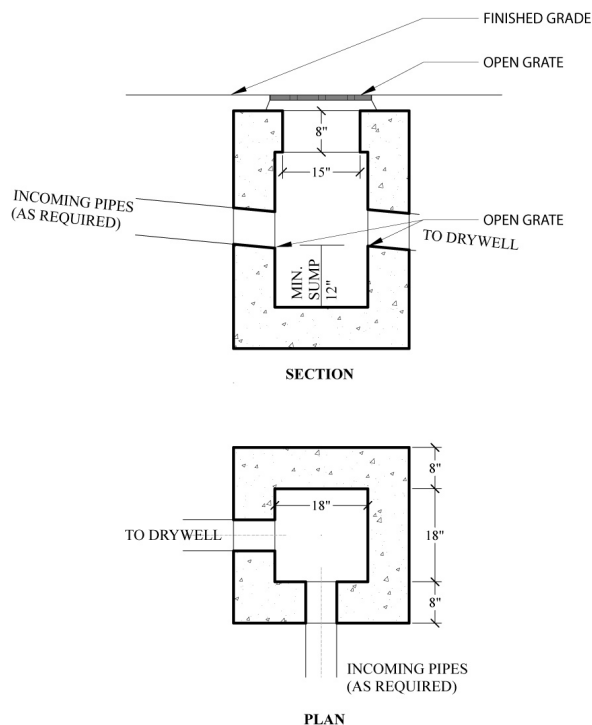 FINISHED GRADE
OPEN GRATE
8"
15"
INCOMING PIPES
(AS REQUIRED)
OPEN GRATE
TO DRYWELL
MIN.
SUMP
12"
SECTION
8"
18"
TO DRYWELL
18"
8"
INCOMING PIPES
(AS REQUIRED)
PLAN